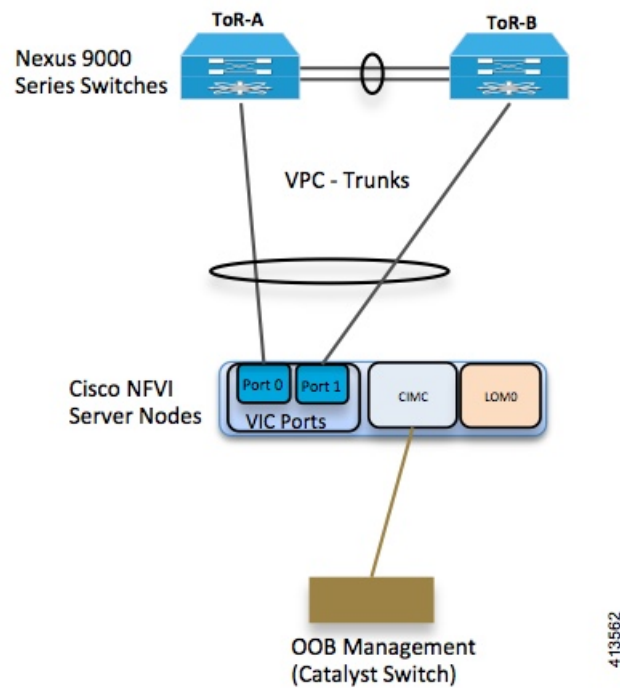 ToR-A
ToR-B
Nexus 9000
Series Switches
VPC - Trunks
Cisco NFVI
Server Nodes
Port 0
Port 1
VIC Ports
CIMC
LOM0
OOB Management
(Catalyst Switch)
413562